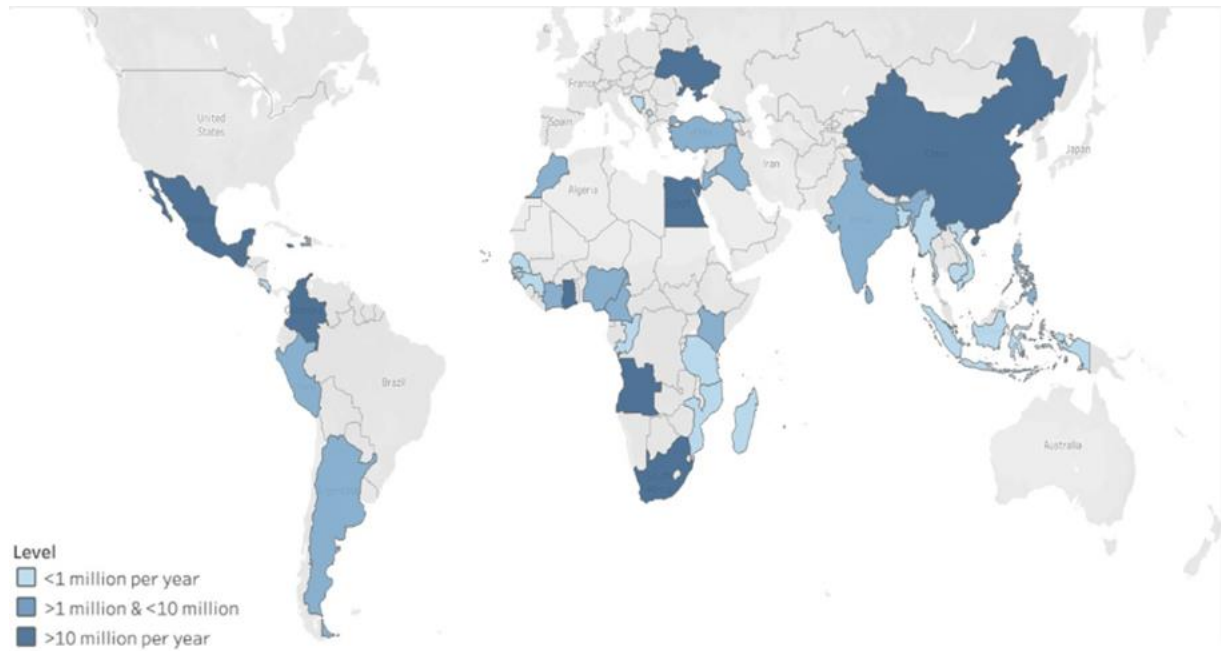 United
States
France
Spain
Algeria
Iran
Japan
Brazil
Australia
Level
<1 million per year
>1 million & <10 million
>10 million per year